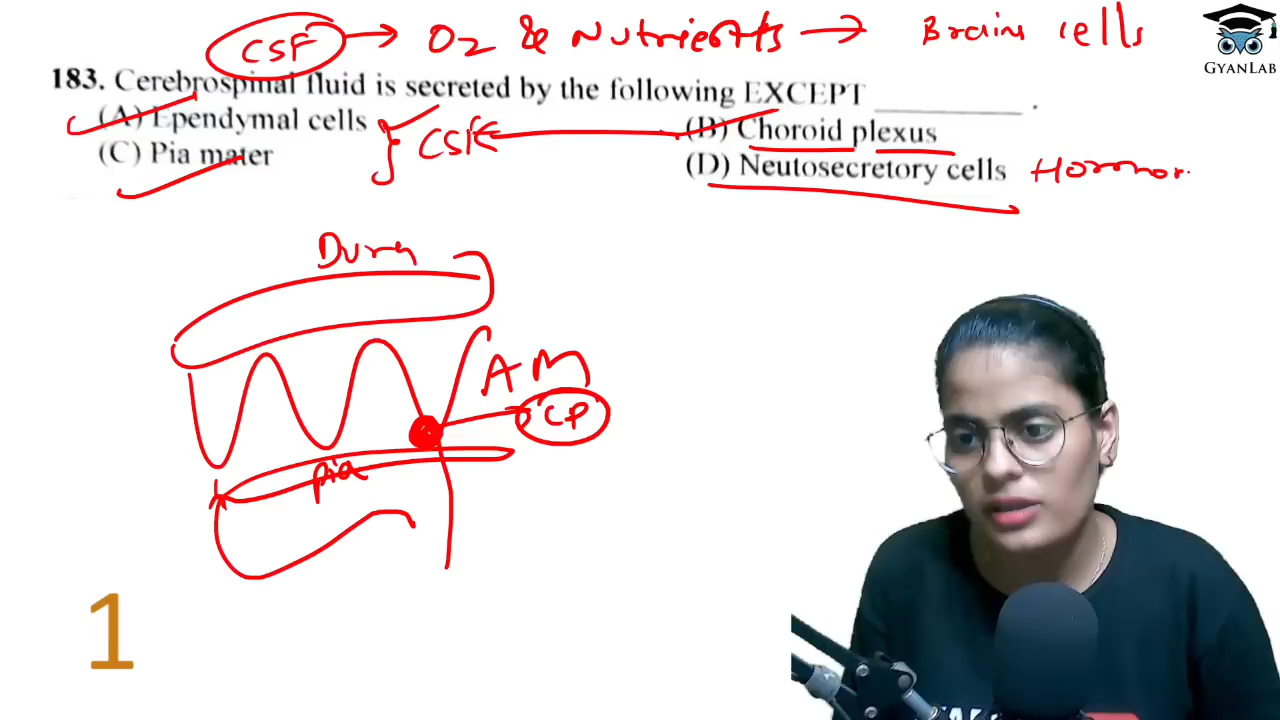 CSF → O2 & Nutrients → Brain cells
GYANLAB
183. Cerebrospinal fluid is secreted by the following EXCEPT __________ .
(A) Ependymal cells
(B) Choroid plexus
(C) Pia mater
(D) Neutosecretory cells
CSF
Hormon
Dura
AM
CP
pia
1